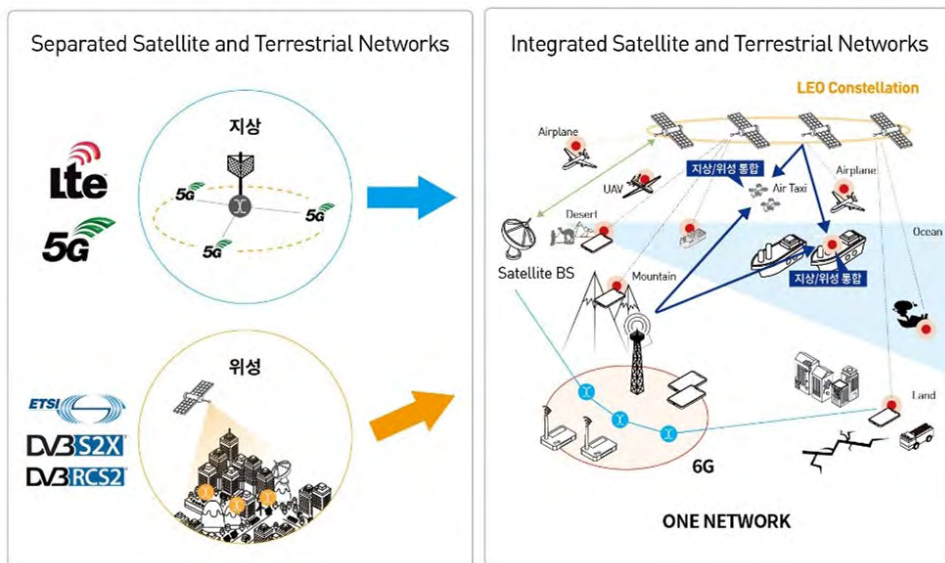 Separated Satellite and Terrestrial Networks
지상
Lte
5G
5G
5G
5G
위성
ETSI
DVB S2X
DVB RCS2
Integrated Satellite and Terrestrial Networks
LEO Constellation
Airplane
지상/위성 통합
UAV
Air Taxi
Airplane
Desert
Ocean
Satellite BS
Mountain
지상/위성 통합
Land
6G
ONE NETWORK